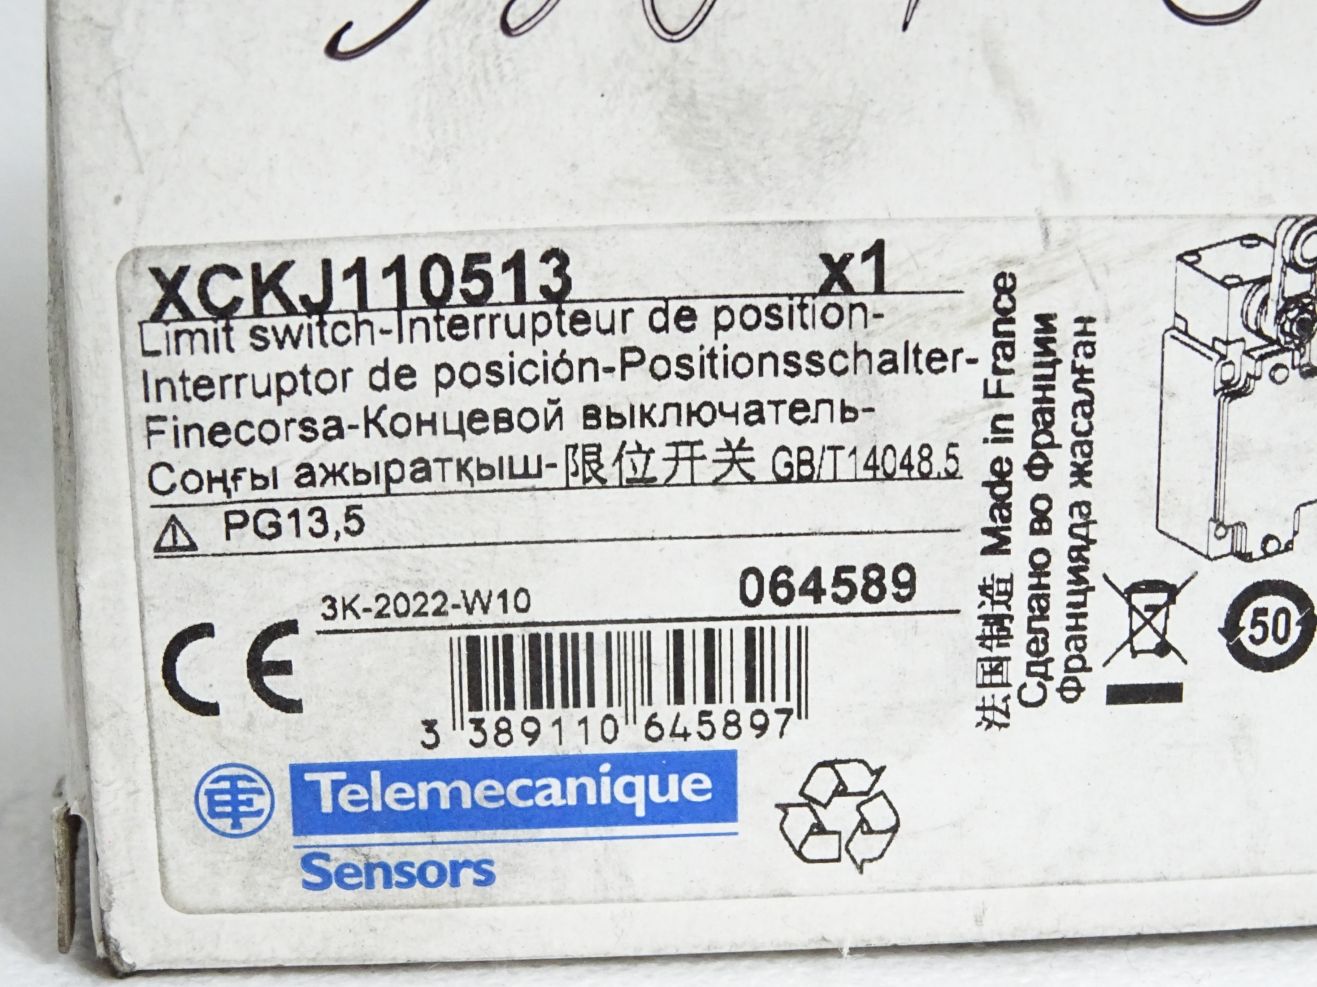 XCKJ110513 x1
Limit switch-Interrupteur de position-
Interruptor de posición-Positionsschalter-
Finecorsa-Концевой выключатель-
Соңғы ажыратқыш-限位开关 GB/T14048.5
PG13,5
3K-2022-W10 064589
CE
3 389110 645897
Telemecanique
Sensors
法国制造 Made in France
Сделано во Франции
Францияда жасалған
50